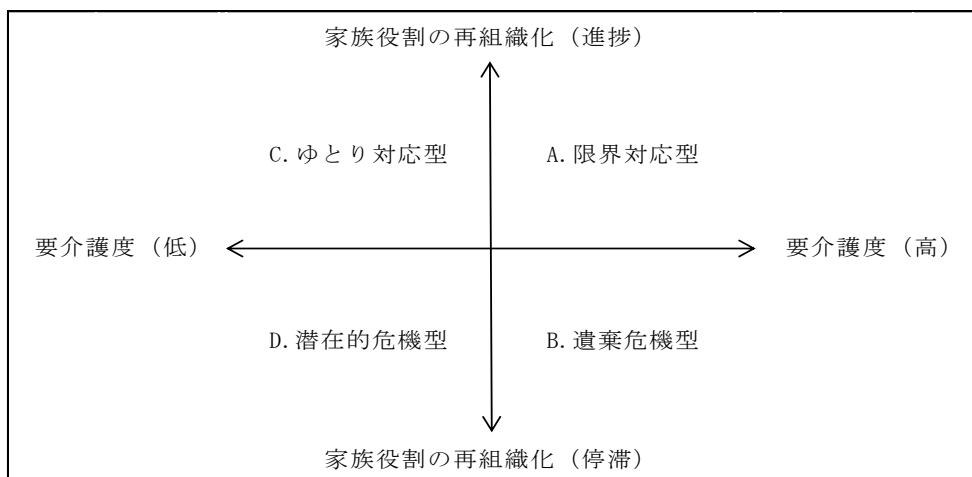 家族役割の再組織化（進捗）
C.ゆとり対応型
A.限界対応型
要介護度（低）
要介護度（高）
D.潜在的危機型
B.遺棄危機型
家族役割の再組織化（停滞）